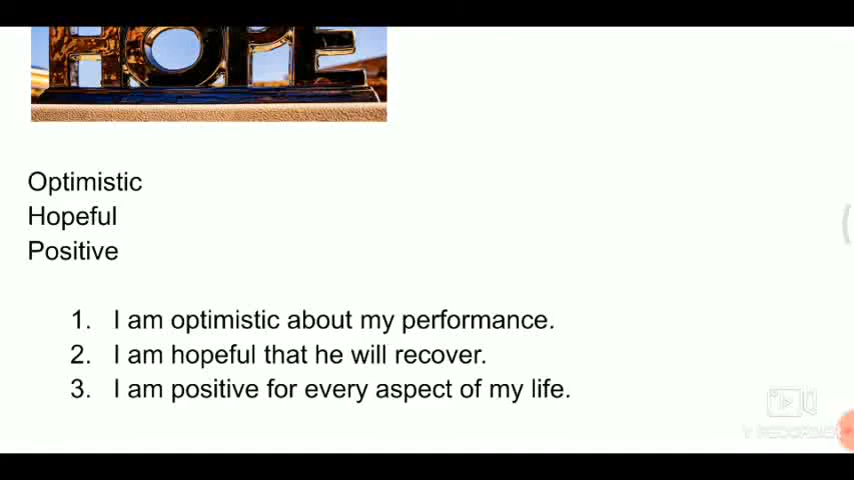 HOPE
Optimistic
Hopeful
Positive
1. I am optimistic about my performance.
2. I am hopeful that he will recover.
3. I am positive for every aspect of my life.